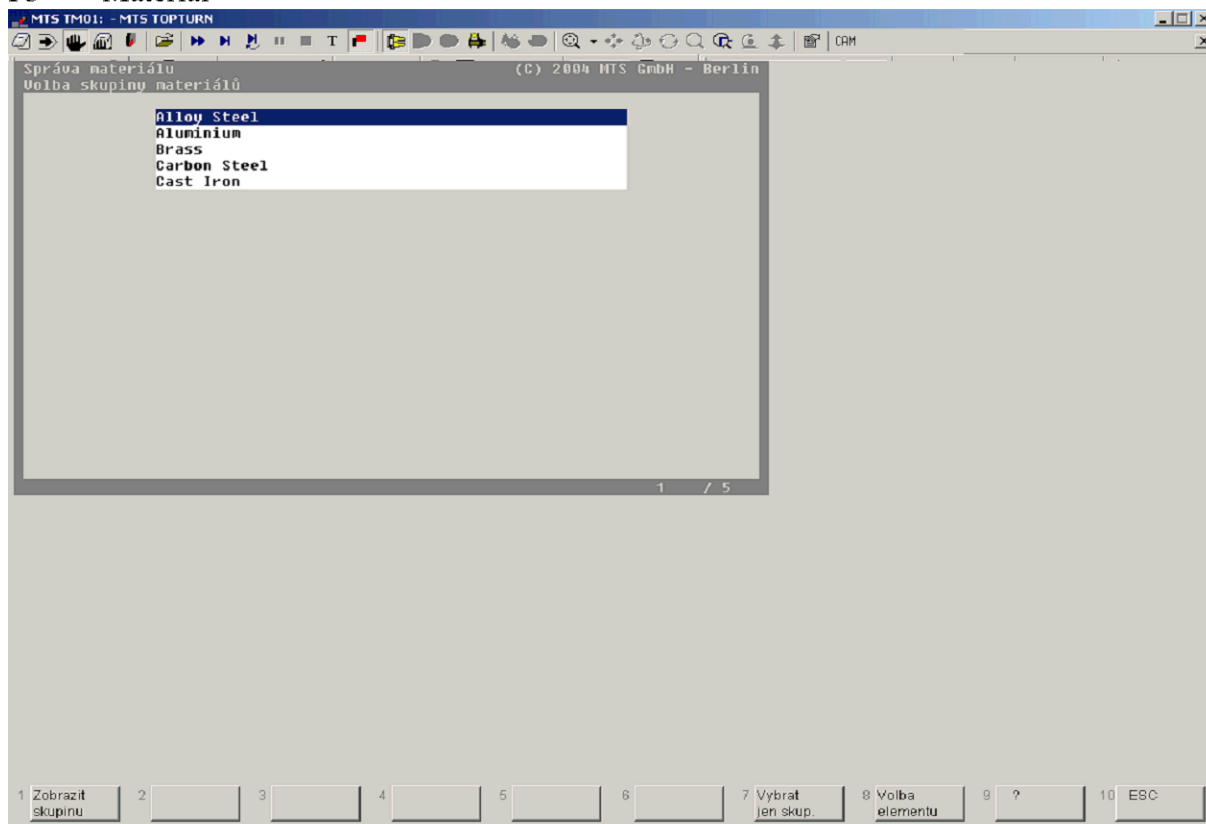 MTS TM01: - MTS TOPTURN
T
CAM
Správa materiálu (C) 2004 MTS GmbH - Berlin
Volba skupiny materiálů
Alloy Steel
Aluminium
Brass
Carbon Steel
Cast Iron
1 / 5
1 Zobrazit skupinu 2 3 4 5 6 7 Vybrat jen skup. 8 Volba elementu 9 ? 10 ESC